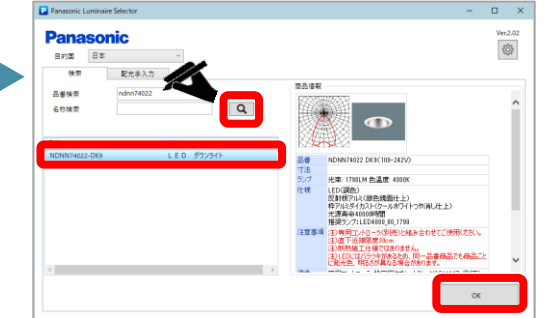 Panasonic Luminaire Selector
Panasonic
Ver.2.02
目的国 日本
検索 配光手入力
品番検索 ndnn74022
名称検索
NDNN74022-DK9 LED ダウンライト
商品情報
品番 NDNN74022 DK9(100-242V)
寸法
ランプ 光束: 1790LM 色温度: 4000K
仕様 LED(調色)
反射板アルミ(銀色鏡面仕上)
枠アルミダイカスト(クールホワイトつや消し仕上)
光源寿命40000時間
推奨ランプ:LED4000_80_1790
注意事項 注)専用コントローラ(別売)と組み合わせてご使用ください。
注)直下近接限度10cm
注)断熱施工仕様ではありません。
注)LEDにはバラツキがあるため、同一品番商品でも商品ごと
に発光色、明るさが異なる場合があります。
OK